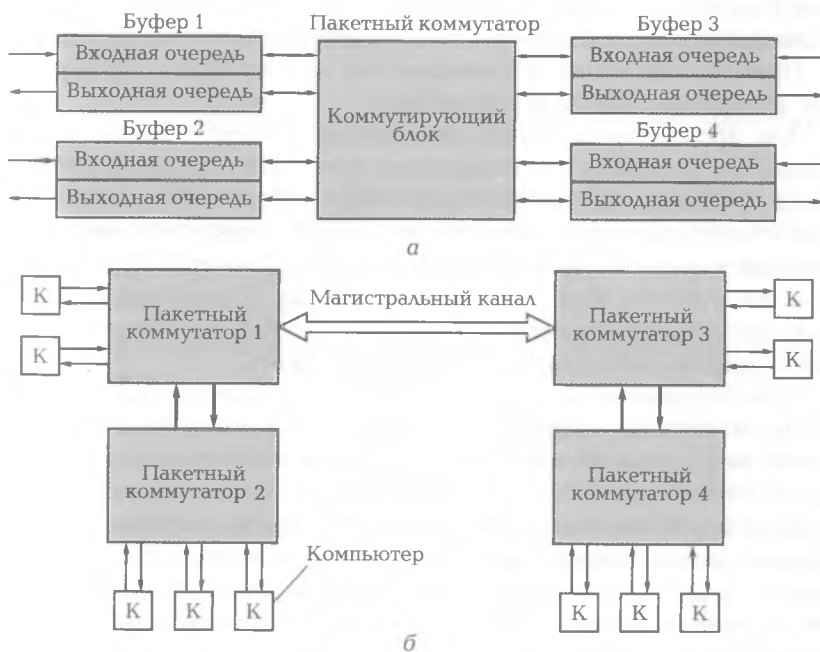 Буфер 1
Пакетный коммутатор
Буфер 3
Входная очередь
Выходная очередь
Входная очередь
Выходная очередь
Коммутирующий
блок
Буфер 2
Буфер 4
Входная очередь
Выходная очередь
Входная очередь
Выходная очередь
а
К
К
Пакетный
коммутатор 1
Магистральный канал
Пакетный
коммутатор 3
К
К
Пакетный
коммутатор 2
Пакетный
коммутатор 4
Компьютер
К
К
К
К
К
К
б